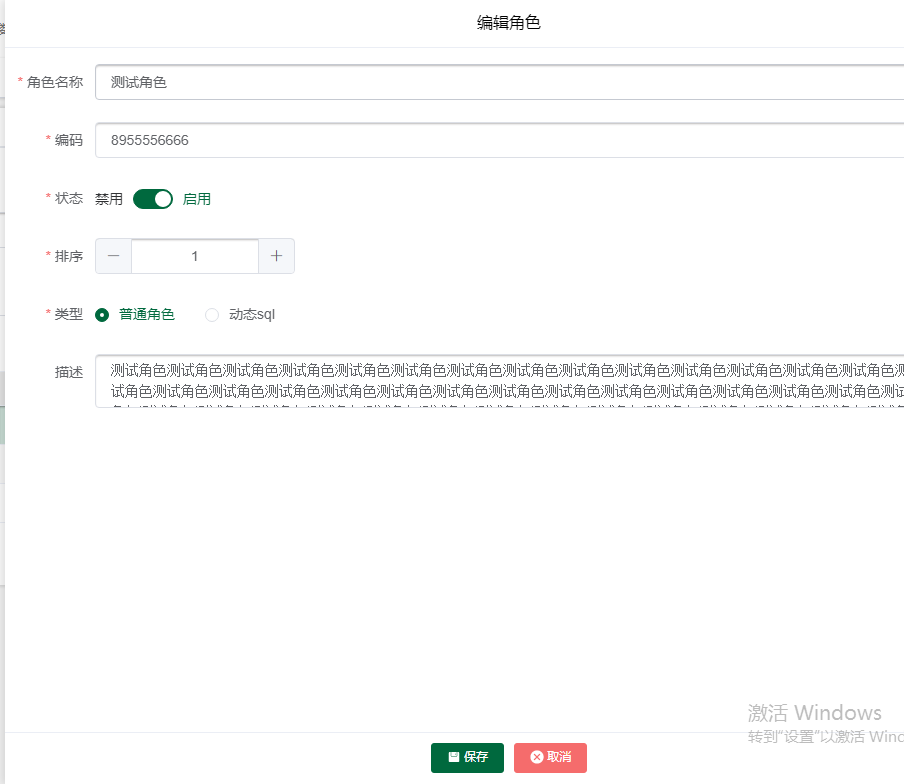 编辑角色
* 角色名称 测试角色
* 编码 8955556666
* 状态 禁用 启用
* 排序 — 1 +
* 类型 普通角色 动态sql
描述 测试角色测试角色测试角色测试角色测试角色测试角色测试角色测试角色测试角色测试角色测试角色测试角色测试角色测试角色测
试角色测试角色测试角色测试角色测试角色测试角色测试角色测试角色测试角色测试角色测试角色测试角色测试角色测试角色测试
激活 Windows
转到"设置"以激活 Wind
保存 取消